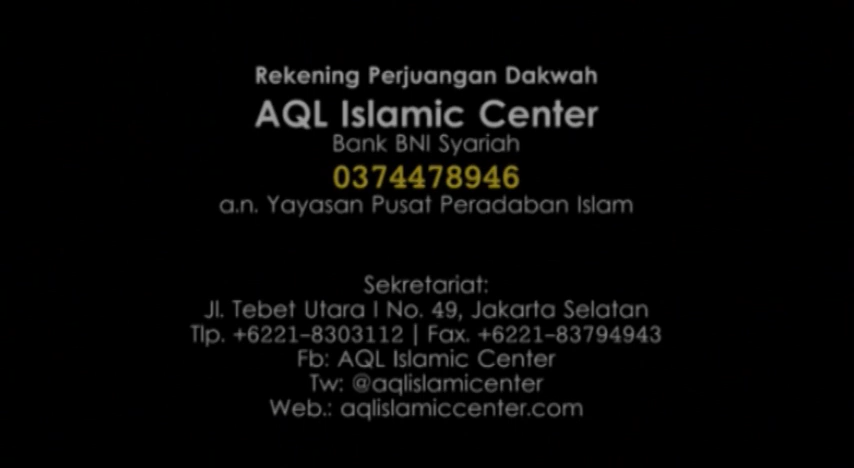 Rekening Perjuangan Dakwah
AQL Islamic Center
Bank BNI Syariah
0374478946
a.n. Yayasan Pusat Peradaban Islam
Sekretariat:
Jl. Tebet Utara I No. 49, Jakarta Selatan
Tlp. +6221-8303112 | Fax. +6221-83794943
Fb: AQL Islamic Center
Tw: @aqlislamicenter
Web.: aqlislamiccenter.com